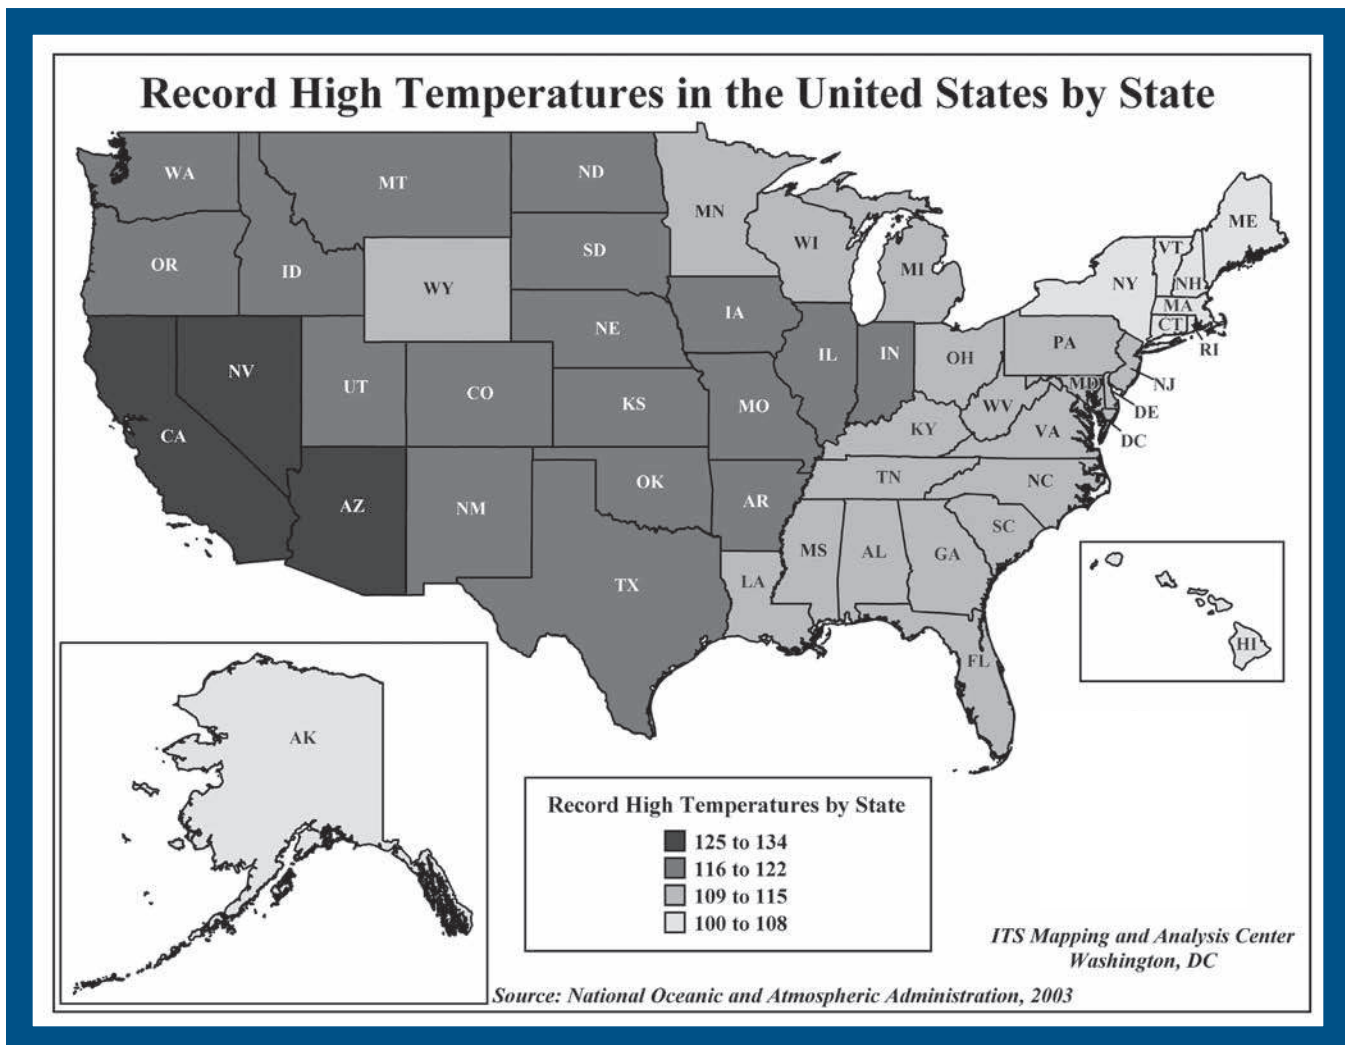 Record High Temperatures in the United States by State
WA
MT
ND
MN
ME
VT
OR
ID
SD
WI
MI
NY
NH
WY
MA
IA
CT
RI
NE
NV
IL
IN
OH
PA
UT
CO
NJ
MD
KS
MO
WV
DE
CA
KY
VA
DC
OK
TN
NC
AZ
NM
AR
SC
MS
AL
GA
TX
LA
HI
FL
AK
Record High Temperatures by State
125 to 134
116 to 122
109 to 115
100 to 108
ITS Mapping and Analysis Center
Washington, DC
Source: National Oceanic and Atmospheric Administration, 2003